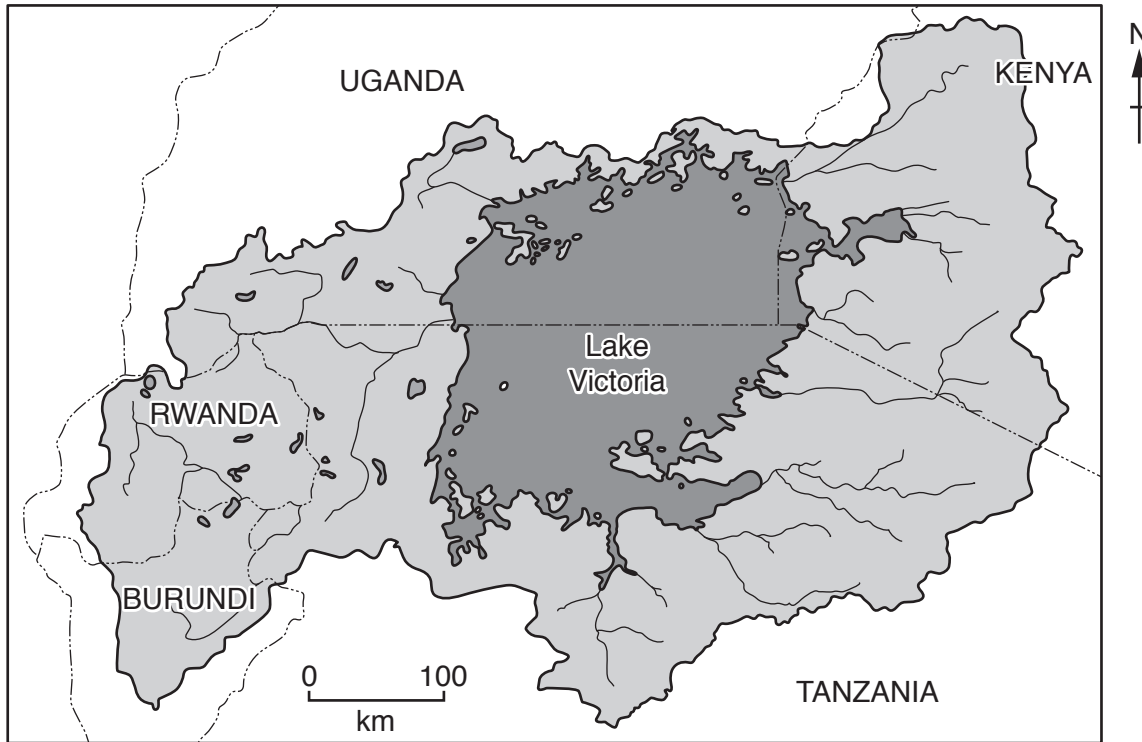 N
UGANDA
KENYA
Lake
Victoria
RWANDA
BURUNDI
0 100
km
TANZANIA